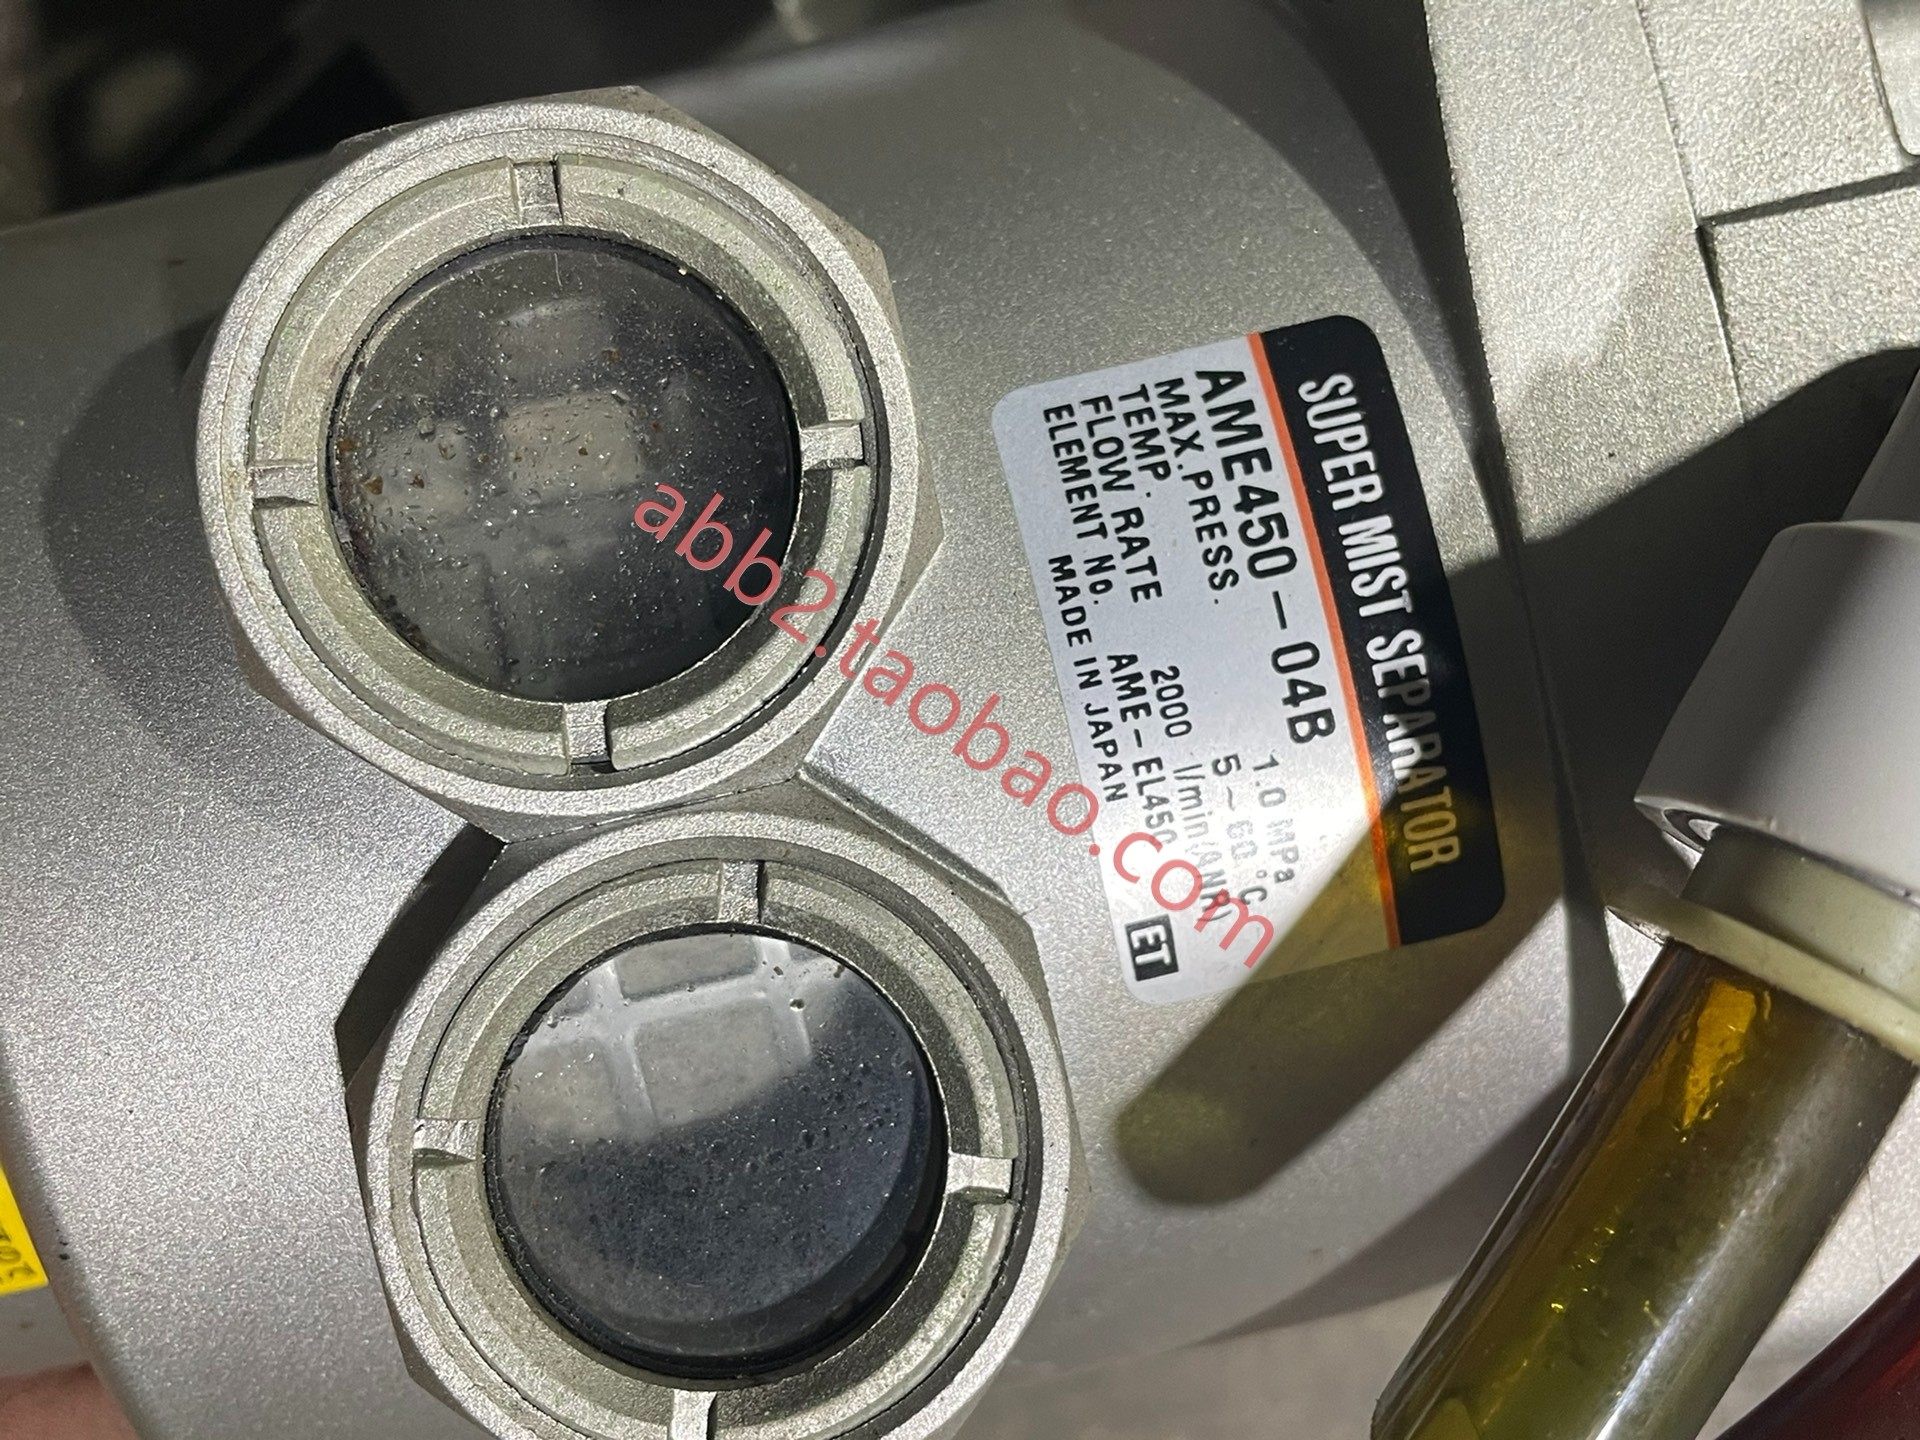 SUPER MIST SEPARATOR
AME450-04B
MAX.PRESS. 1.0 MPa
TEMP. 5~60 °C
FLOW RATE 2000 l/min(ANR)
ELEMENT No. AME-EL450
MADE IN JAPAN
ET
abb2.taobao.com